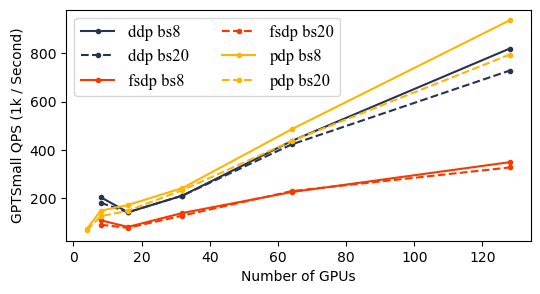 GPTSmall QPS (1k / Second)
800
600
400
200
ddp bs8
ddp bs20
fsdp bs8
fsdp bs20
pdp bs8
pdp bs20
0 20 40 60 80 100 120
Number of GPUs